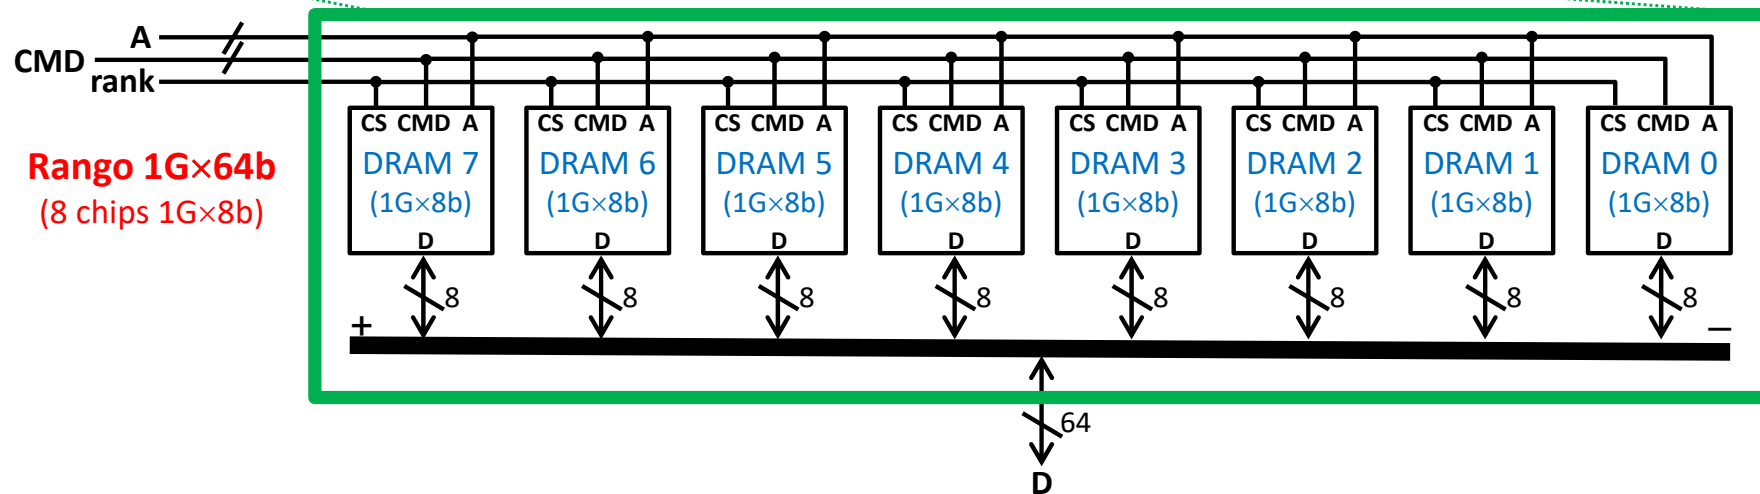 A
CMD
rank
CS CMD A CS CMD A CS CMD A CS CMD A CS CMD A CS CMD A CS CMD A CS CMD A
Rango 1G×64b
(8 chips 1G×8b)
DRAM 7 DRAM 6 DRAM 5 DRAM 4 DRAM 3 DRAM 2 DRAM 1 DRAM 0
(1G×8b) (1G×8b) (1G×8b) (1G×8b) (1G×8b) (1G×8b) (1G×8b) (1G×8b)
D D D D D D D D
8 8 8 8 8 8 8 8
+ −
64
D